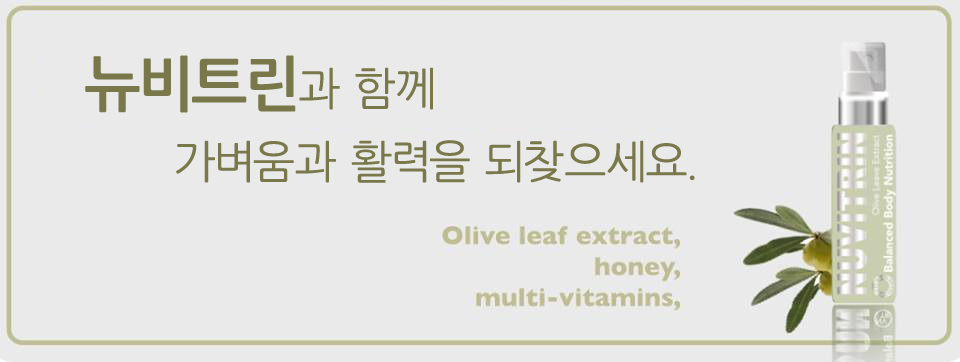 뉴비트린과 함께
가벼움과 활력을 되찾으세요.
Olive leaf extract,
honey,
multi-vitamins,
NUVITRIN
Olive Leave Extract
Balanced Body Nutrition